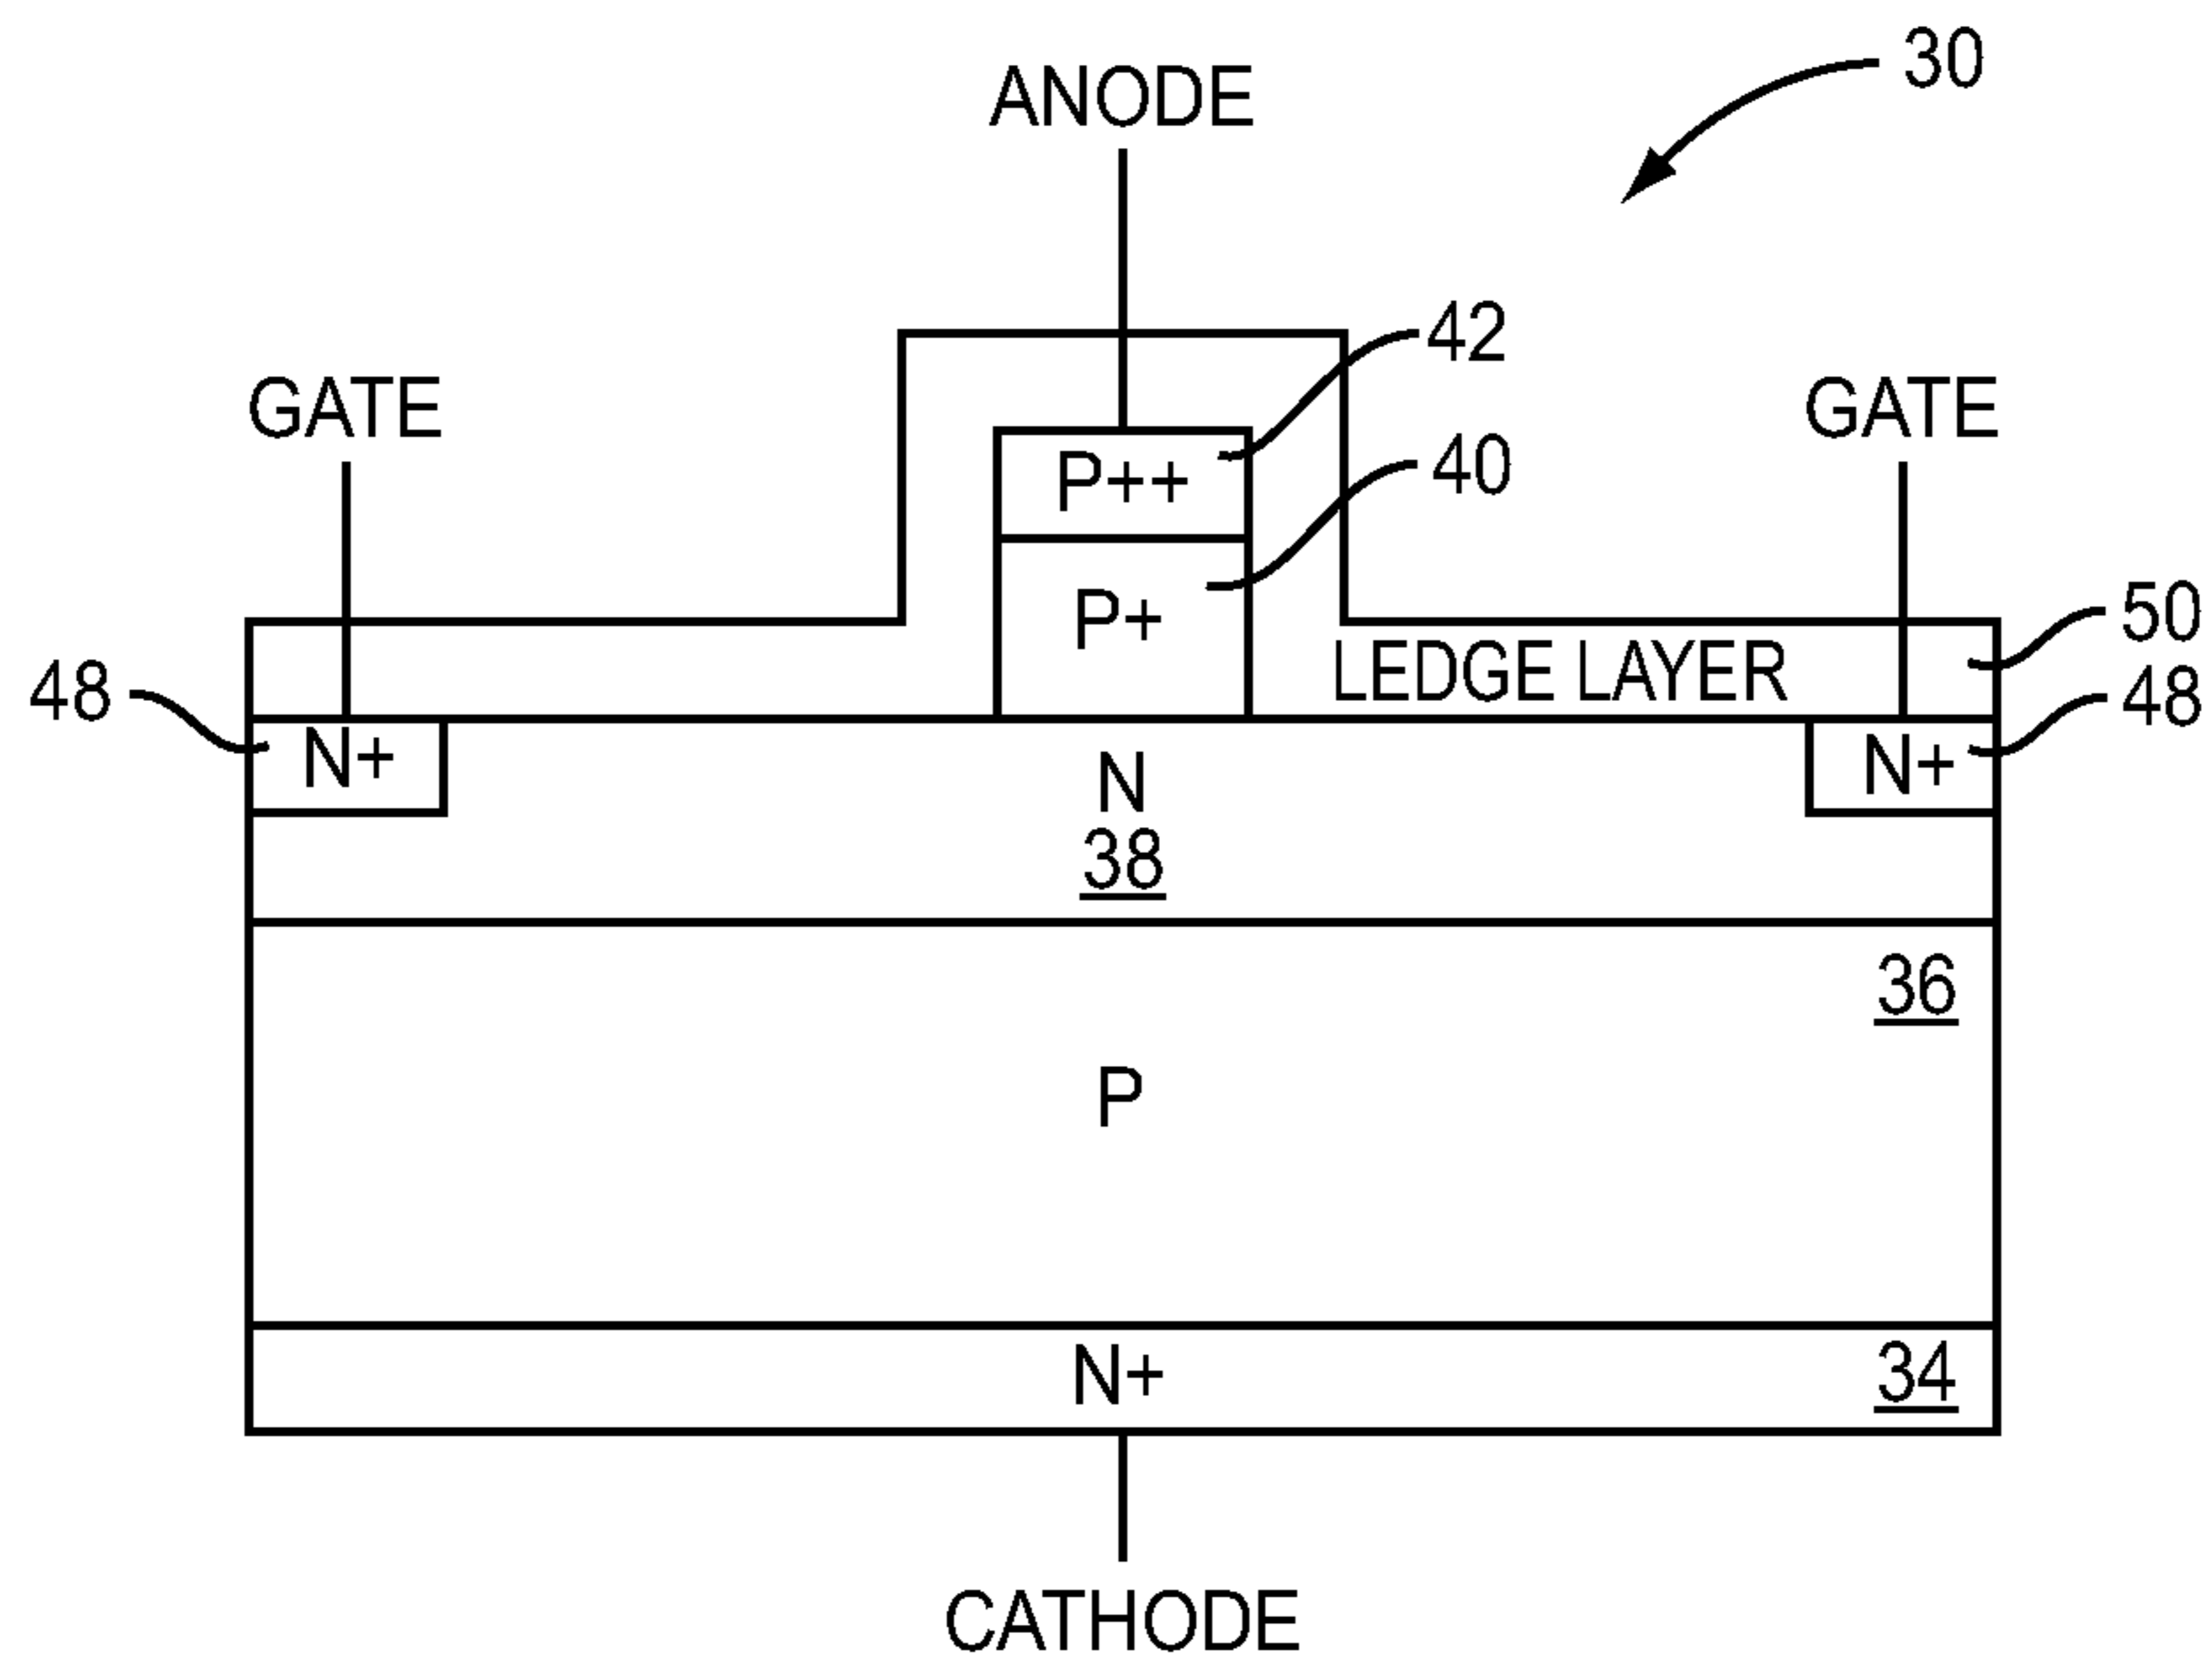 30
ANODE
42
GATE
GATE
P++
40
P+
50
LEDGE LAYER
48
48
N+
N
N+
38
36
P
N+
34
CATHODE